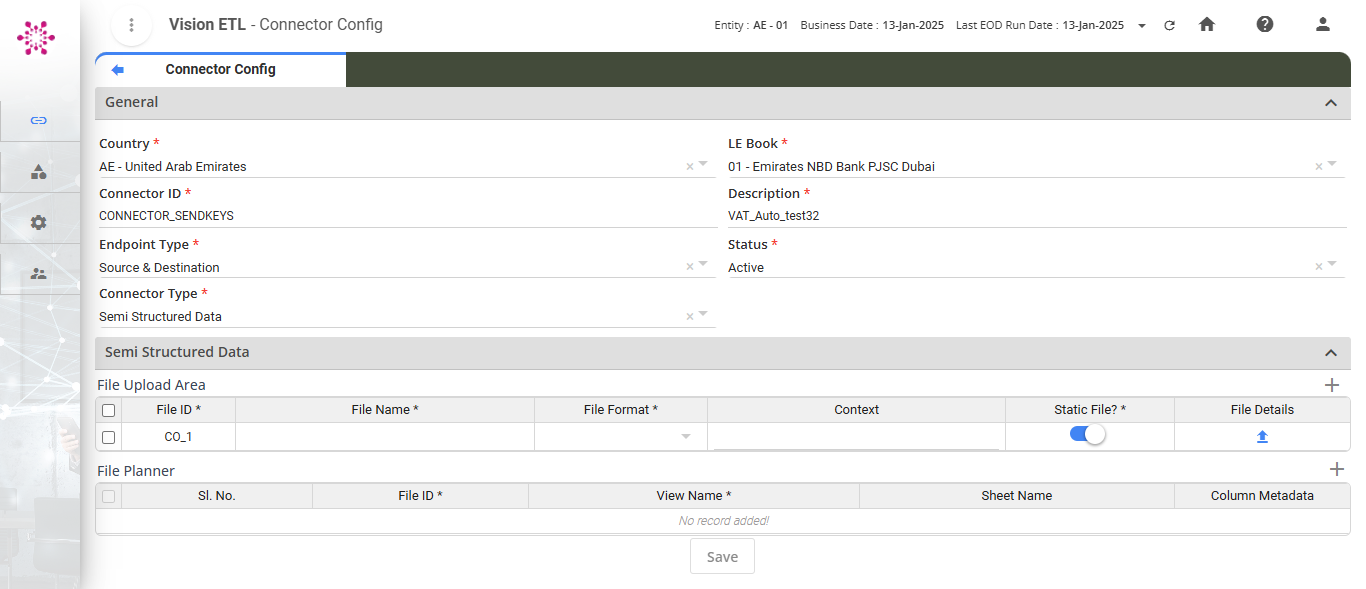 Vision ETL - Connector Config
Entity : AE - 01 Business Date : 13-Jan-2025 Last EOD Run Date : 13-Jan-2025
Connector Config
General
Country * LE Book *
AE - United Arab Emirates 01 - Emirates NBD Bank PJSC Dubai
Connector ID * Description *
CONNECTOR_SENDKEYS VAT_Auto_test32
Endpoint Type * Status *
Source & Destination Active
Connector Type *
Semi Structured Data
Semi Structured Data
File Upload Area
File ID * File Name * File Format * Context Static File? * File Details
CO_1
File Planner
Sl. No. File ID * View Name * Sheet Name Column Metadata
No record added!
Save